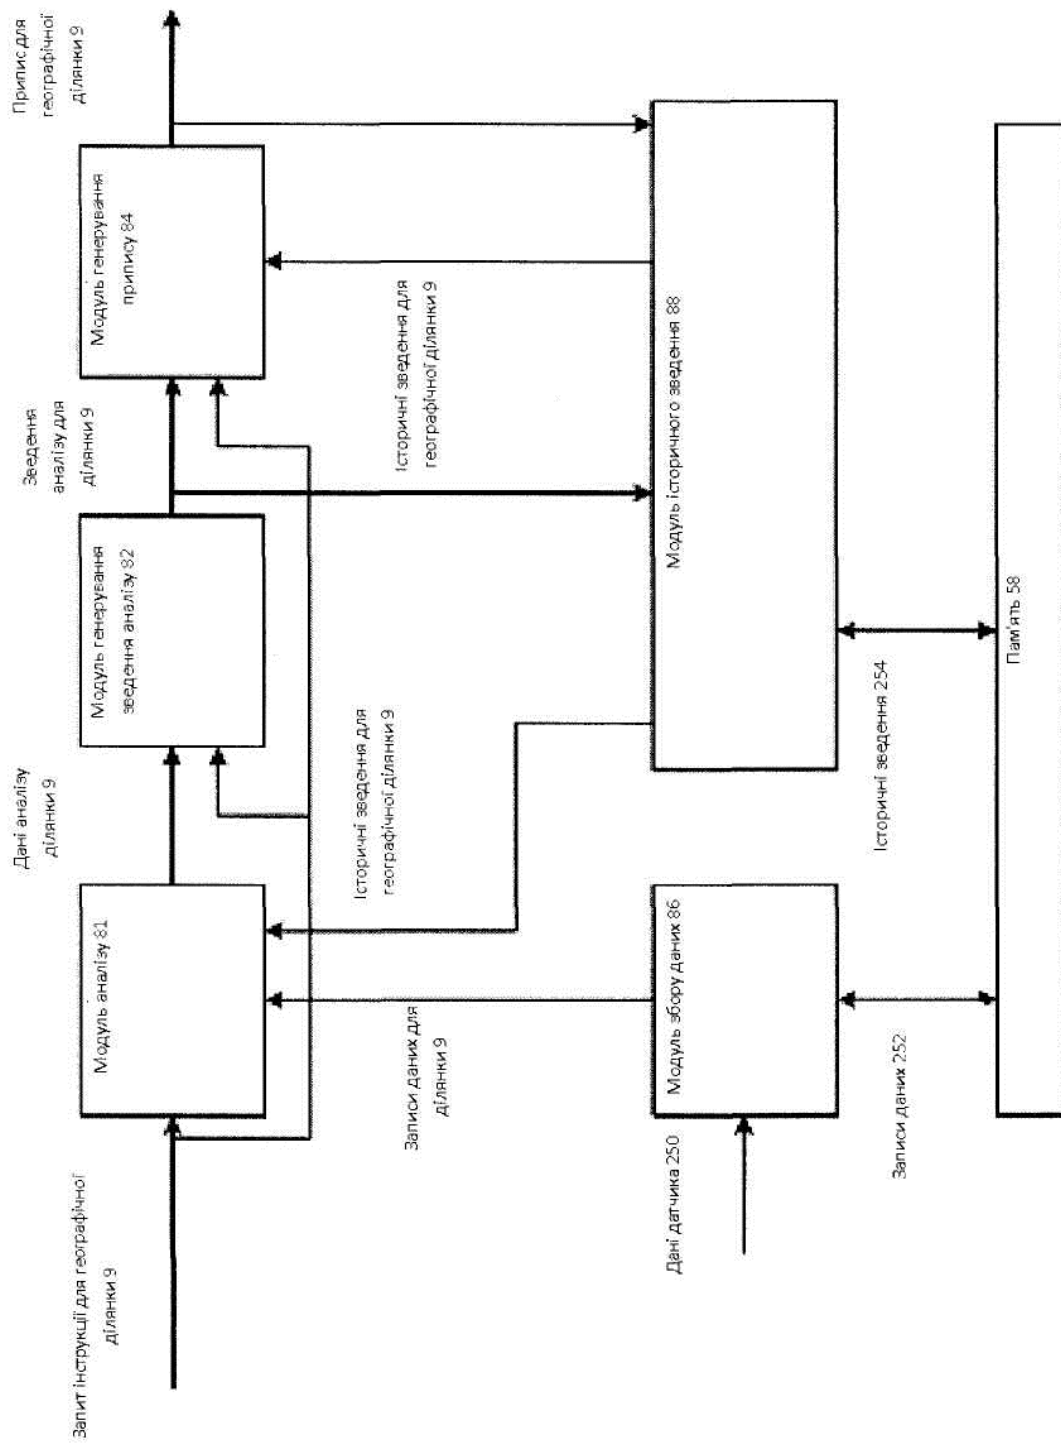 Запит інструкції для географічної
ділянки 9
Модуль аналізу 81
Дані аналізу
ділянки 9
Модуль генерування
зведення аналізу 82
Зведення
аналізу для
ділянки 9
Модуль генерування
припису 84
Припис для
географічної
ділянки 9
Записи даних для
ділянки 9
Історичні зведення для
географічної ділянки 9
Історичні зведення для
географічної ділянки 9
Дані датчика 250
Модуль збору даних 86
Модуль історичного зведення 88
Записи даних 252
Історичні зведення 254
Пам'ять 58